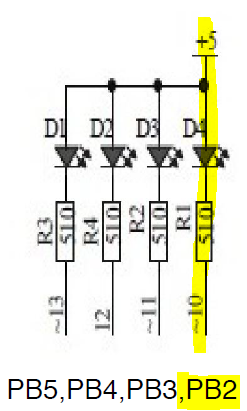 +5
D1 D2 D3 D4
R3 510 R4 510 R2 510 R1 510
~13 12 ~11 ~10
PB5,PB4,PB3,PB2